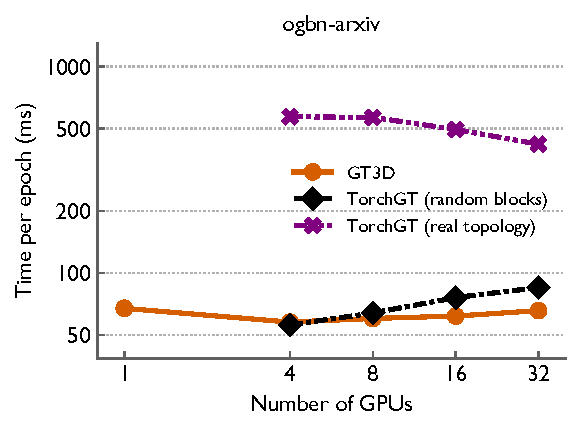 ogbn-arxiv
Time per epoch (ms)
1000
500
200
100
50
GT3D
TorchGT (random blocks)
TorchGT (real topology)
1 4 8 16 32
Number of GPUs